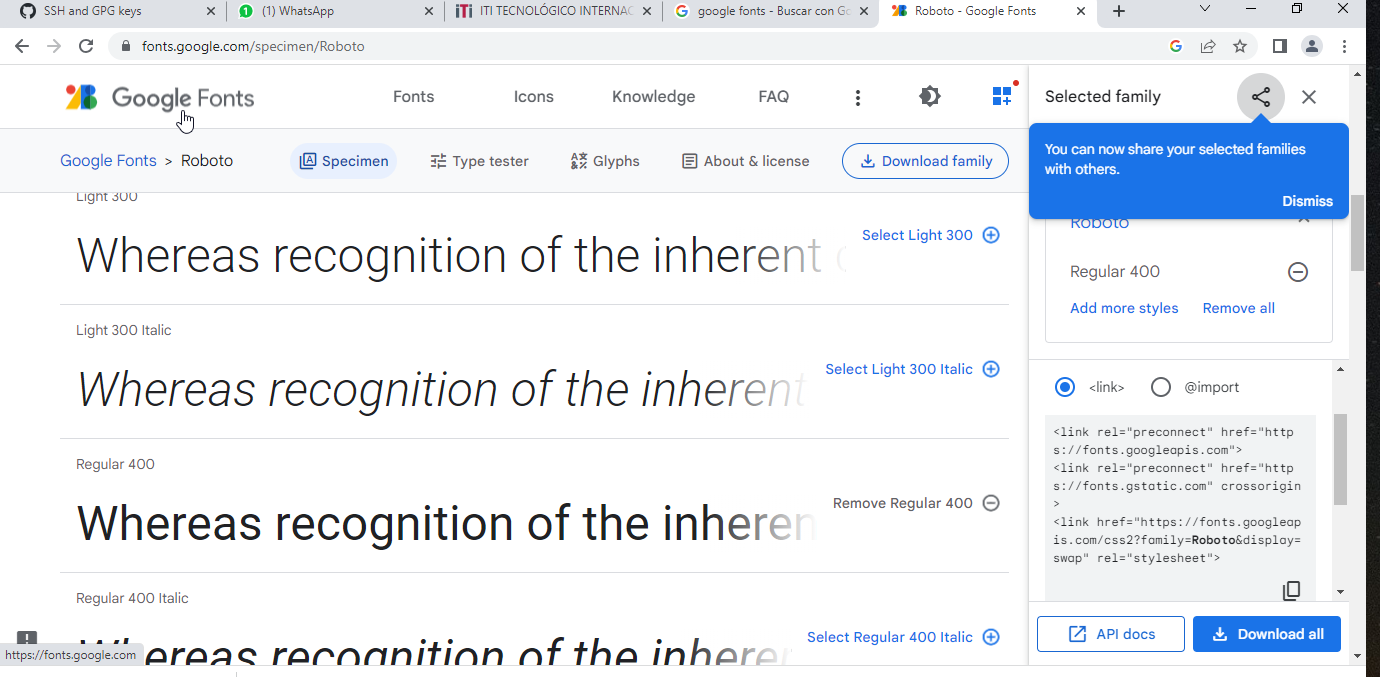 SSH and GPG keys
(1) WhatsApp
ITI TECNOLÓGICO INTERNAC
google fonts - Buscar con Go
Roboto - Google Fonts
fonts.google.com/specimen/Roboto
Google Fonts
Fonts
Icons
Knowledge
FAQ
Selected family
Google Fonts > Roboto
Specimen
Type tester
Glyphs
About & license
Download family
You can now share your selected families
with others.
Dismiss
Light 300
Whereas recognition of the inherent
Select Light 300
Roboto
Regular 400
Add more styles
Remove all
Light 300 Italic
Whereas recognition of the inherent
Select Light 300 Italic
<link>
@import
<link rel="preconnect" href="http
s://fonts.googleapis.com">
<link rel="preconnect" href="http
s://fonts.gstatic.com" crossorigin
>
<link href="https://fonts.googleap
is.com/css2?family=Roboto&display=
swap" rel="stylesheet">
Regular 400
Whereas recognition of the inheren
Remove Regular 400
Regular 400 Italic
Whereas recognition of the inherer
Select Regular 400 Italic
API docs
Download all
https://fonts.google.com